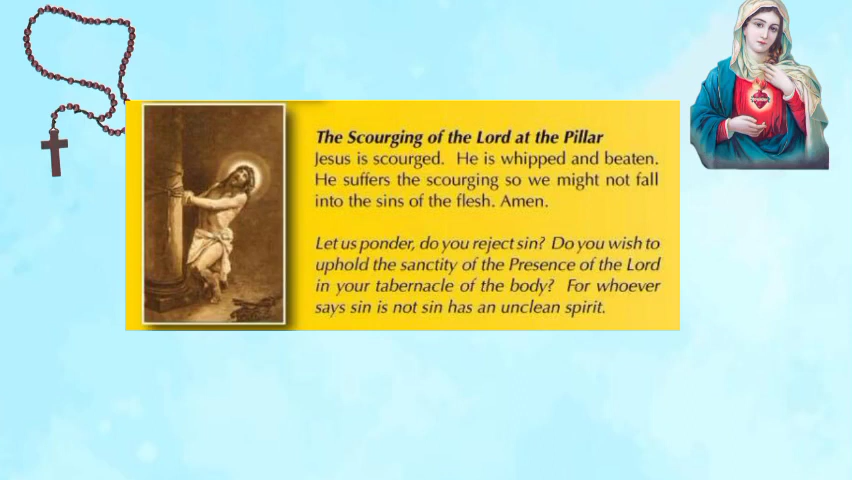 The Scourging of the Lord at the Pillar
Jesus is scourged. He is whipped and beaten.
He suffers the scourging so we might not fall
into the sins of the flesh. Amen.
Let us ponder, do you reject sin? Do you wish to
uphold the sanctity of the Presence of the Lord
in your tabernacle of the body? For whoever
says sin is not sin has an unclean spirit.